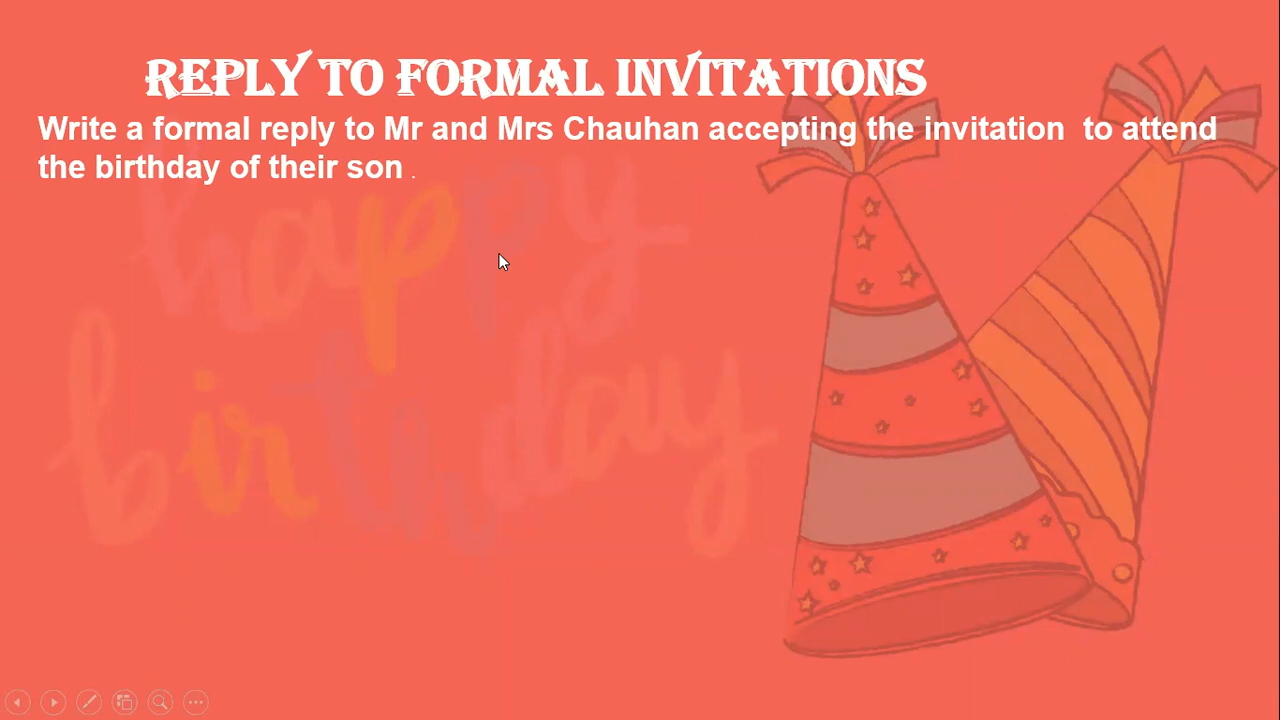 REPLY TO FORMAL INVITATIONS
Write a formal reply to Mr and Mrs Chauhan accepting the invitation to attend
the birthday of their son .
happy
birthday